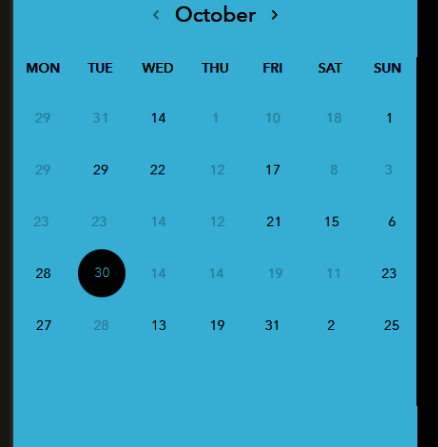 ‹ October ›
MON TUE WED THU FRI SAT SUN
29 31 14 1 10 18 1
29 29 22 12 17 8 3
23 23 14 12 21 15 6
28 30 14 14 19 11 23
27 28 13 19 31 2 25